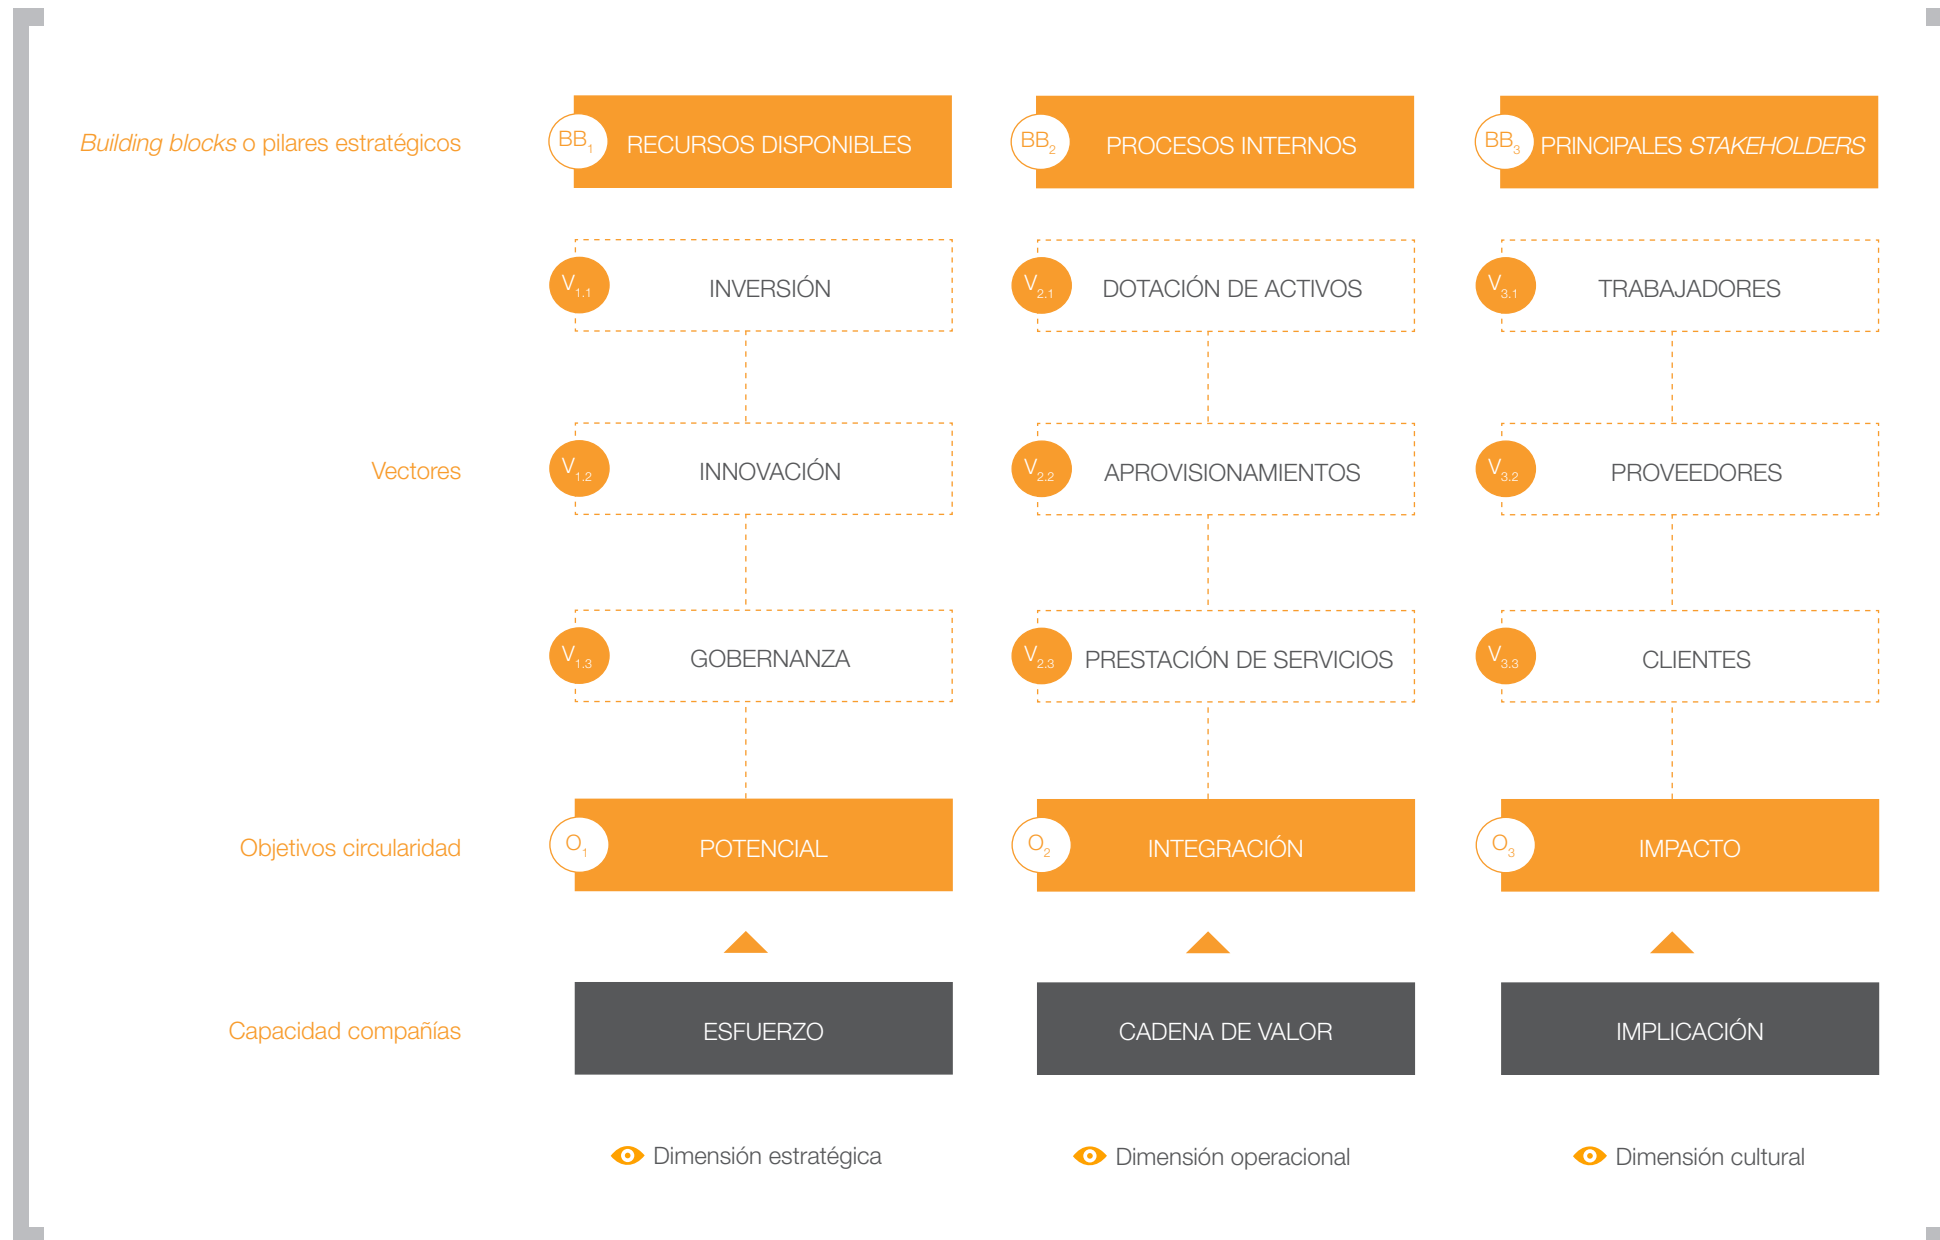 Building blocks o pilares estratégicos
BB1 RECURSOS DISPONIBLES
BB2 PROCESOS INTERNOS
BB3 PRINCIPALES STAKEHOLDERS
Vectores
V1.1 INVERSIÓN
V2.1 DOTACIÓN DE ACTIVOS
V3.1 TRABAJADORES
V1.2 INNOVACIÓN
V2.2 APROVISIONAMIENTOS
V3.2 PROVEEDORES
V1.3 GOBERNANZA
V2.3 PRESTACIÓN DE SERVICIOS
V3.3 CLIENTES
Objetivos circularidad
O1 POTENCIAL
O2 INTEGRACIÓN
O3 IMPACTO
Capacidad compañías
ESFUERZO
CADENA DE VALOR
IMPLICACIÓN
Dimensión estratégica
Dimensión operacional
Dimensión cultural